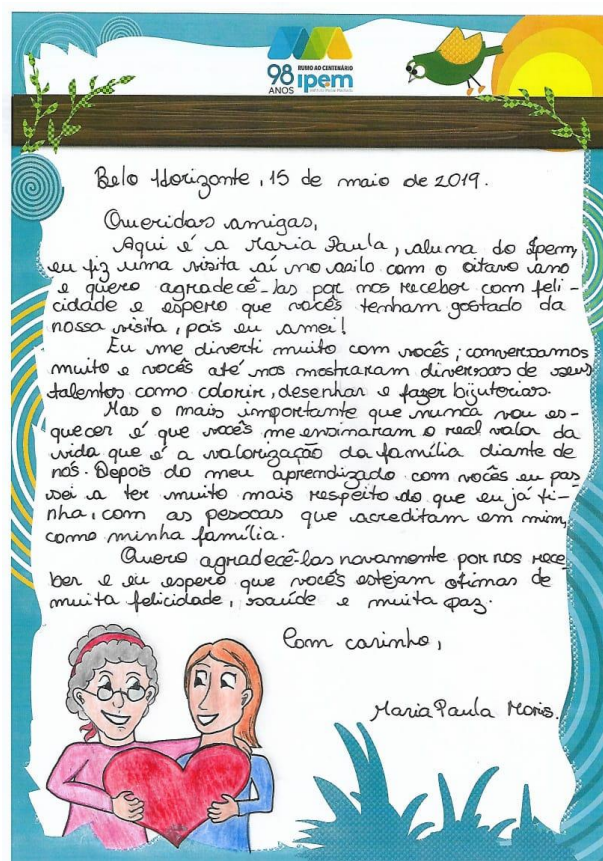 RUMO AO CENTENÁRIO
98 ipem
ANOS
Belo Horizonte, 15 de maio de 2019.
Queridas amigas,
Aqui é a Maria Paula, aluna do Ipem,
eu fiz uma visita aí no asilo com o oitavo ano
e quero agradecê-las por nos receber com feli-
cidade e espero que vocês tenham gostado da
nossa visita, pois eu amei!
Eu me diverti muito com vocês; conversamos
muito e vocês até nos mostraram diversos de seus
talentos como colorir, desenhar e fazer bijuterias.
Mas o mais importante que nunca vou es-
quecer é que vocês me ensinaram o real valor da
vida que é a valorização da família diante de
nós. Depois do meu aprendizado com vocês eu pas
sei a ter muito mais respeito do que eu já ti-
nha, com as pessoas que acreditam em mim,
como minha família.
Quero agradecê-las novamente por nos rece
ber e eu espero que vocês estejam ótimas de
muita felicidade, saúde e muita paz.
Com carinho,
Maria Paula